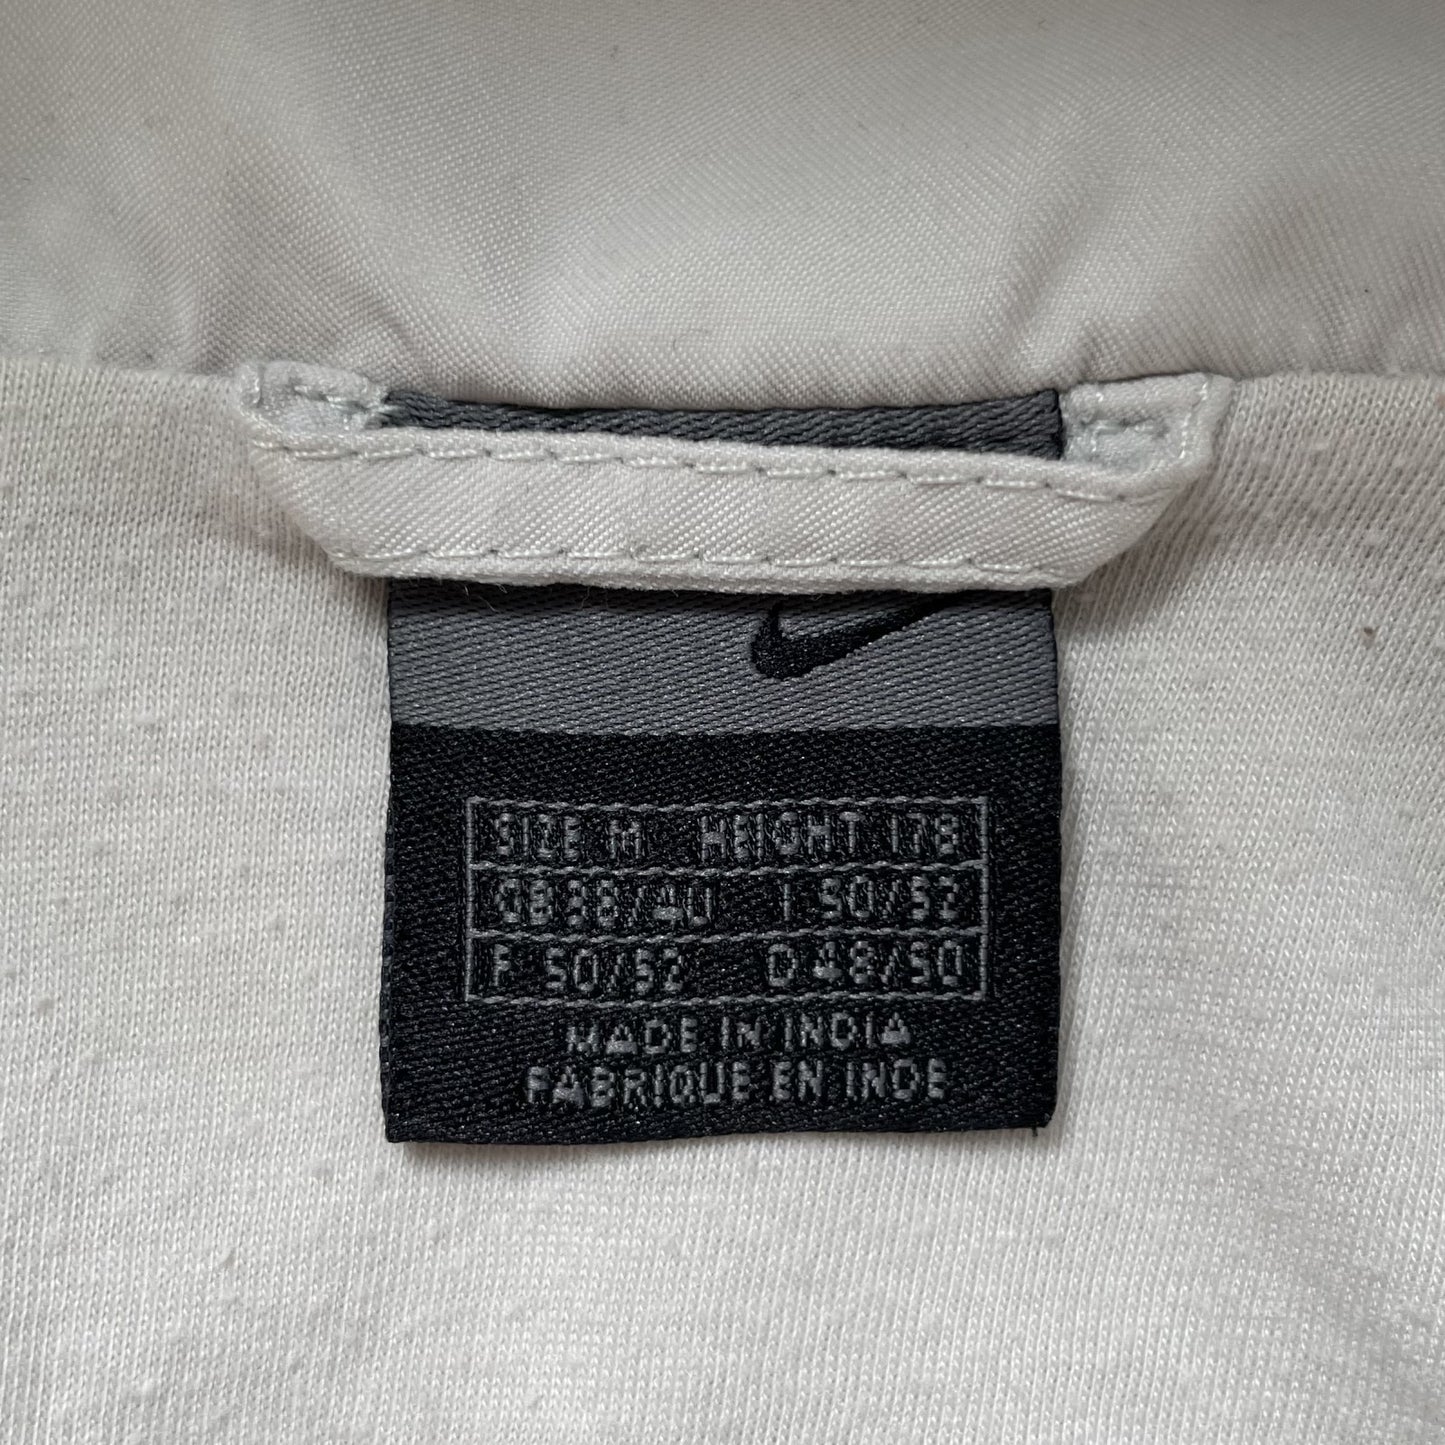 SIZE M HEIGHT 178
GB 38/40 I 50/52
F 50/52 D 48/50
MADE IN INDIA
FABRIQUE EN INDE